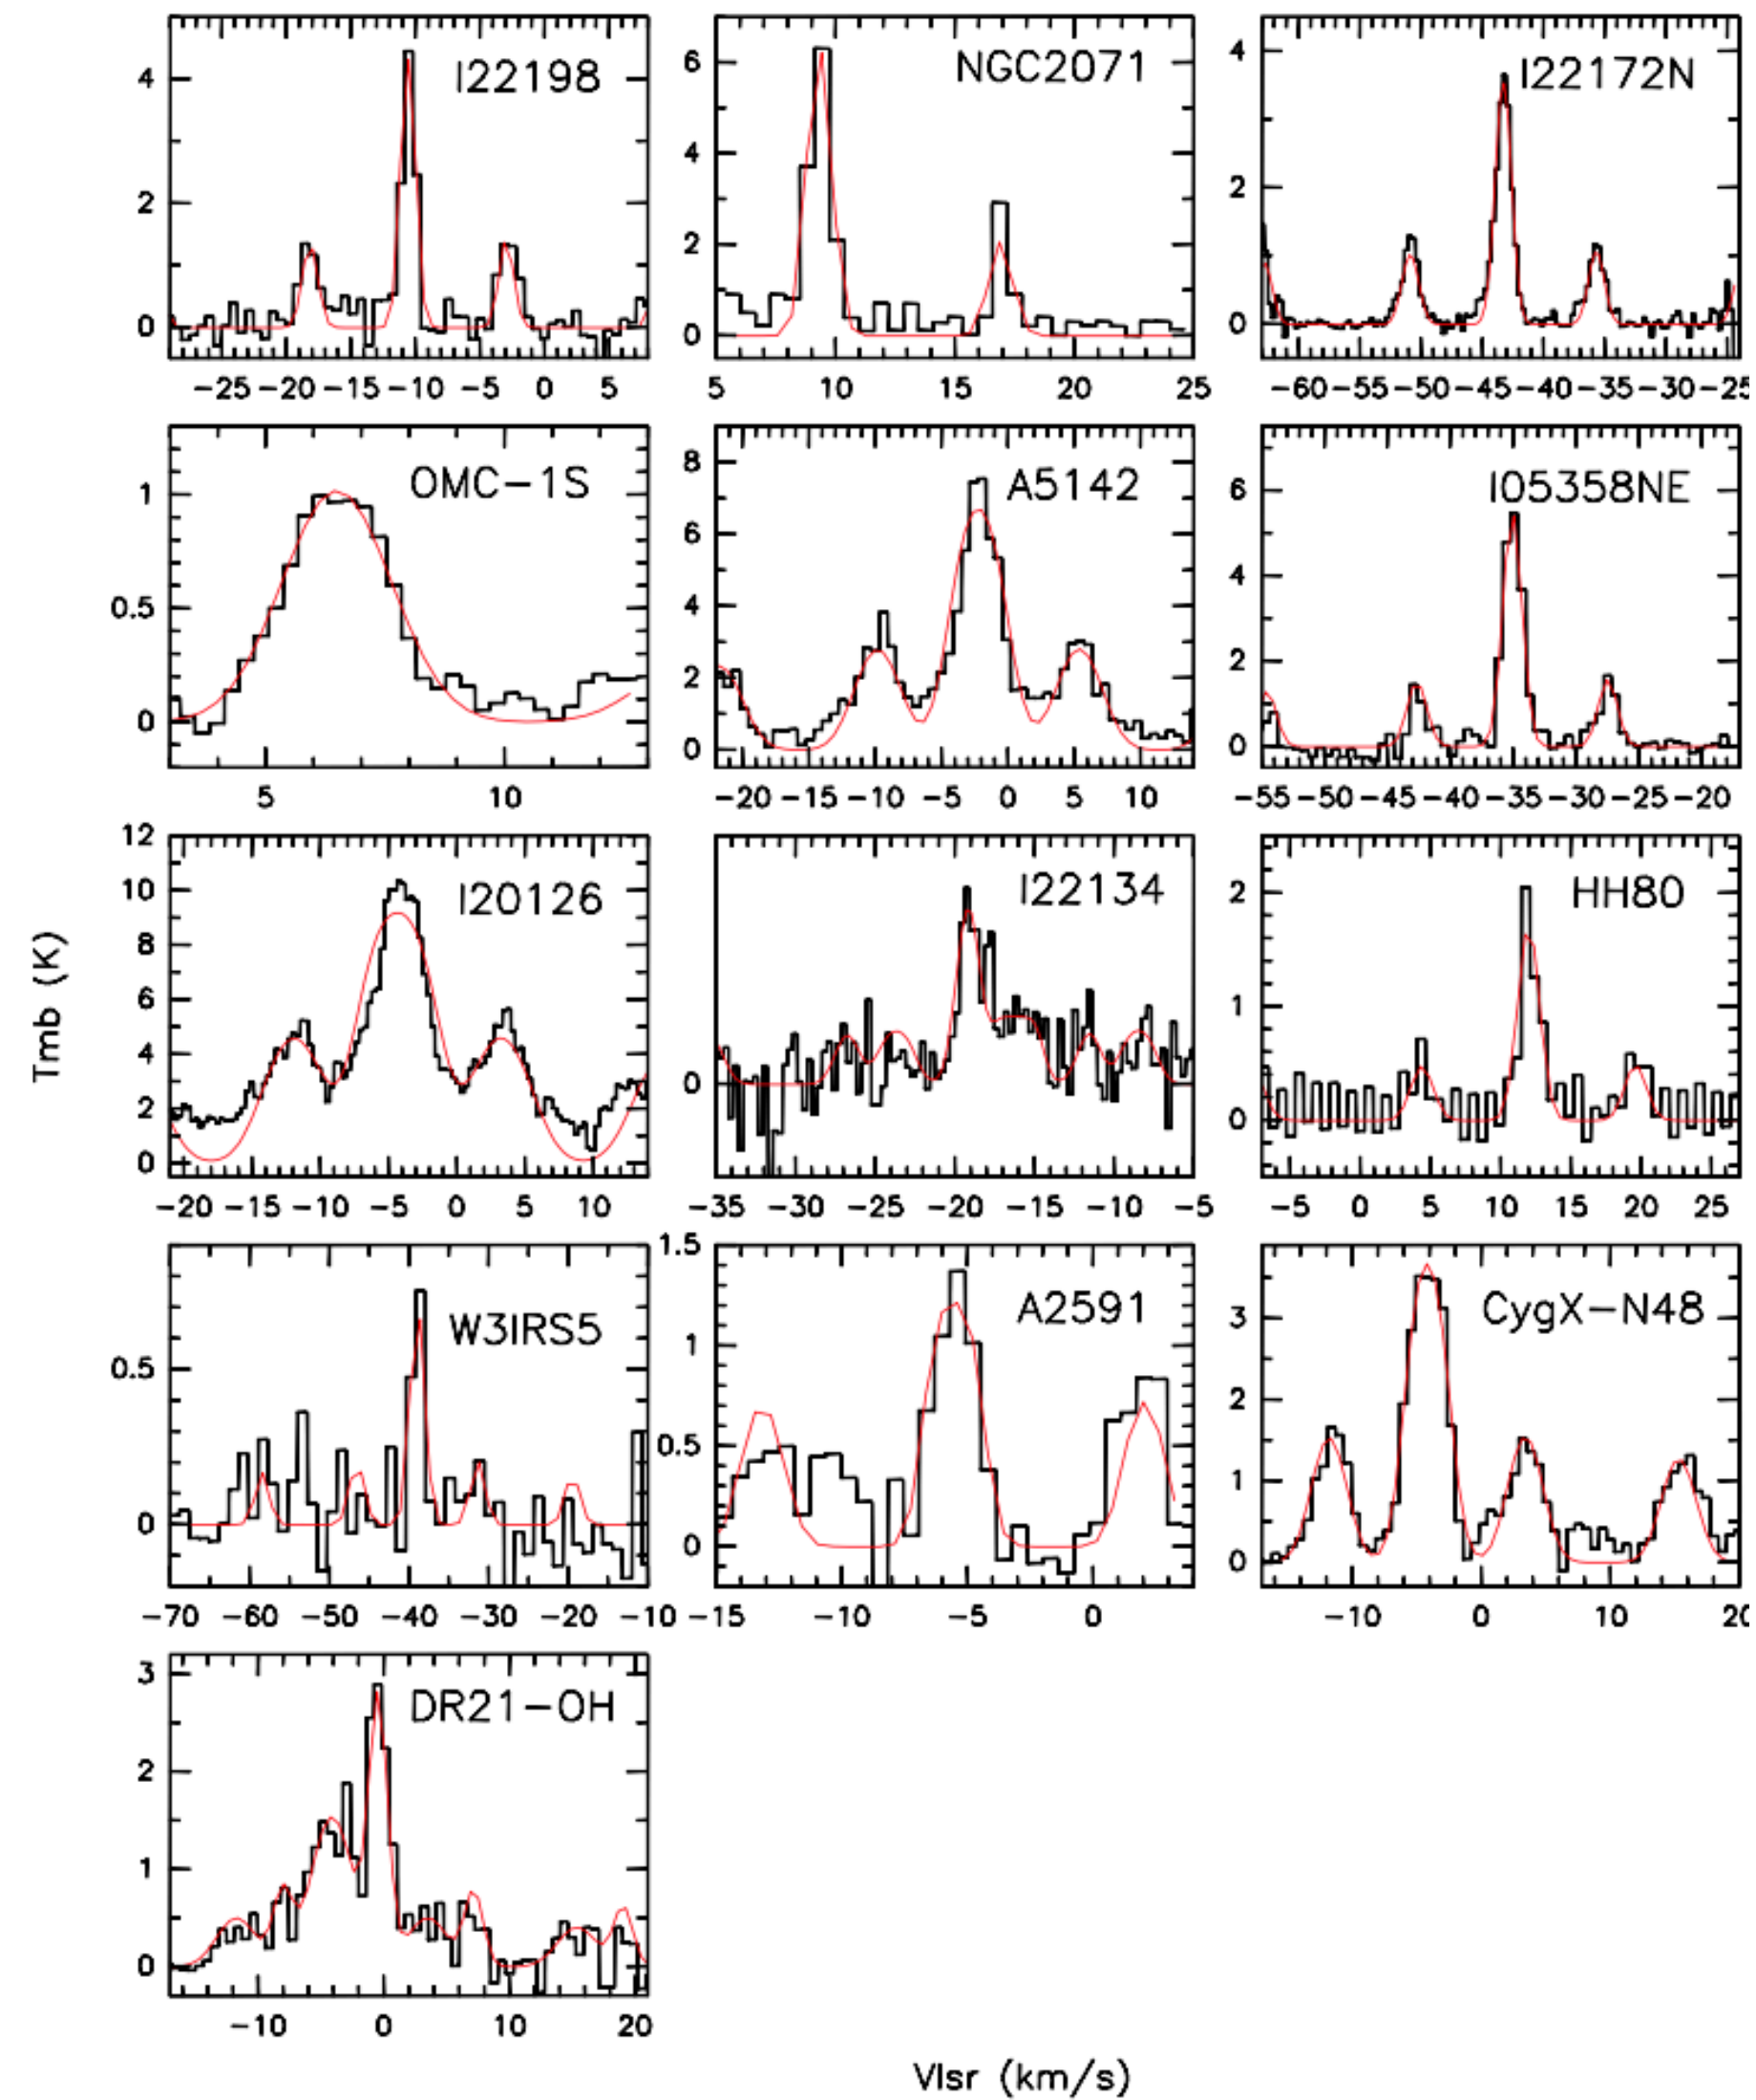 I22198
NGC2071
I22172N
4
2
0
6
4
2
0
4
2
0
-25 -20 -15 -10 -5 0 5
5 10 15 20 25
-60 -55 -50 -45 -40 -35 -30 -25
OMC-1S
A5142
I05358NE
1
0.5
0
8
6
4
2
0
6
4
2
0
5 10
-20 -15 -10 -5 0 5 10
-55 -50 -45 -40 -35 -30 -25 -20
Tmb (K)
I20126
I22134
HH80
12
10
8
6
4
2
0
0
2
1
0
-20 -15 -10 -5 0 5 10
-35 -30 -25 -20 -15 -10 -5
-5 0 5 10 15 20 25
W3IRS5
A2591
CygX-N48
0.5
0
1.5
1
0.5
0
3
2
1
0
-70 -60 -50 -40 -30 -20 -10
-15 -10 -5 0
-10 0 10 20
DR21-OH
3
2
1
0
-10 0 10 20
Vlsr (km/s)